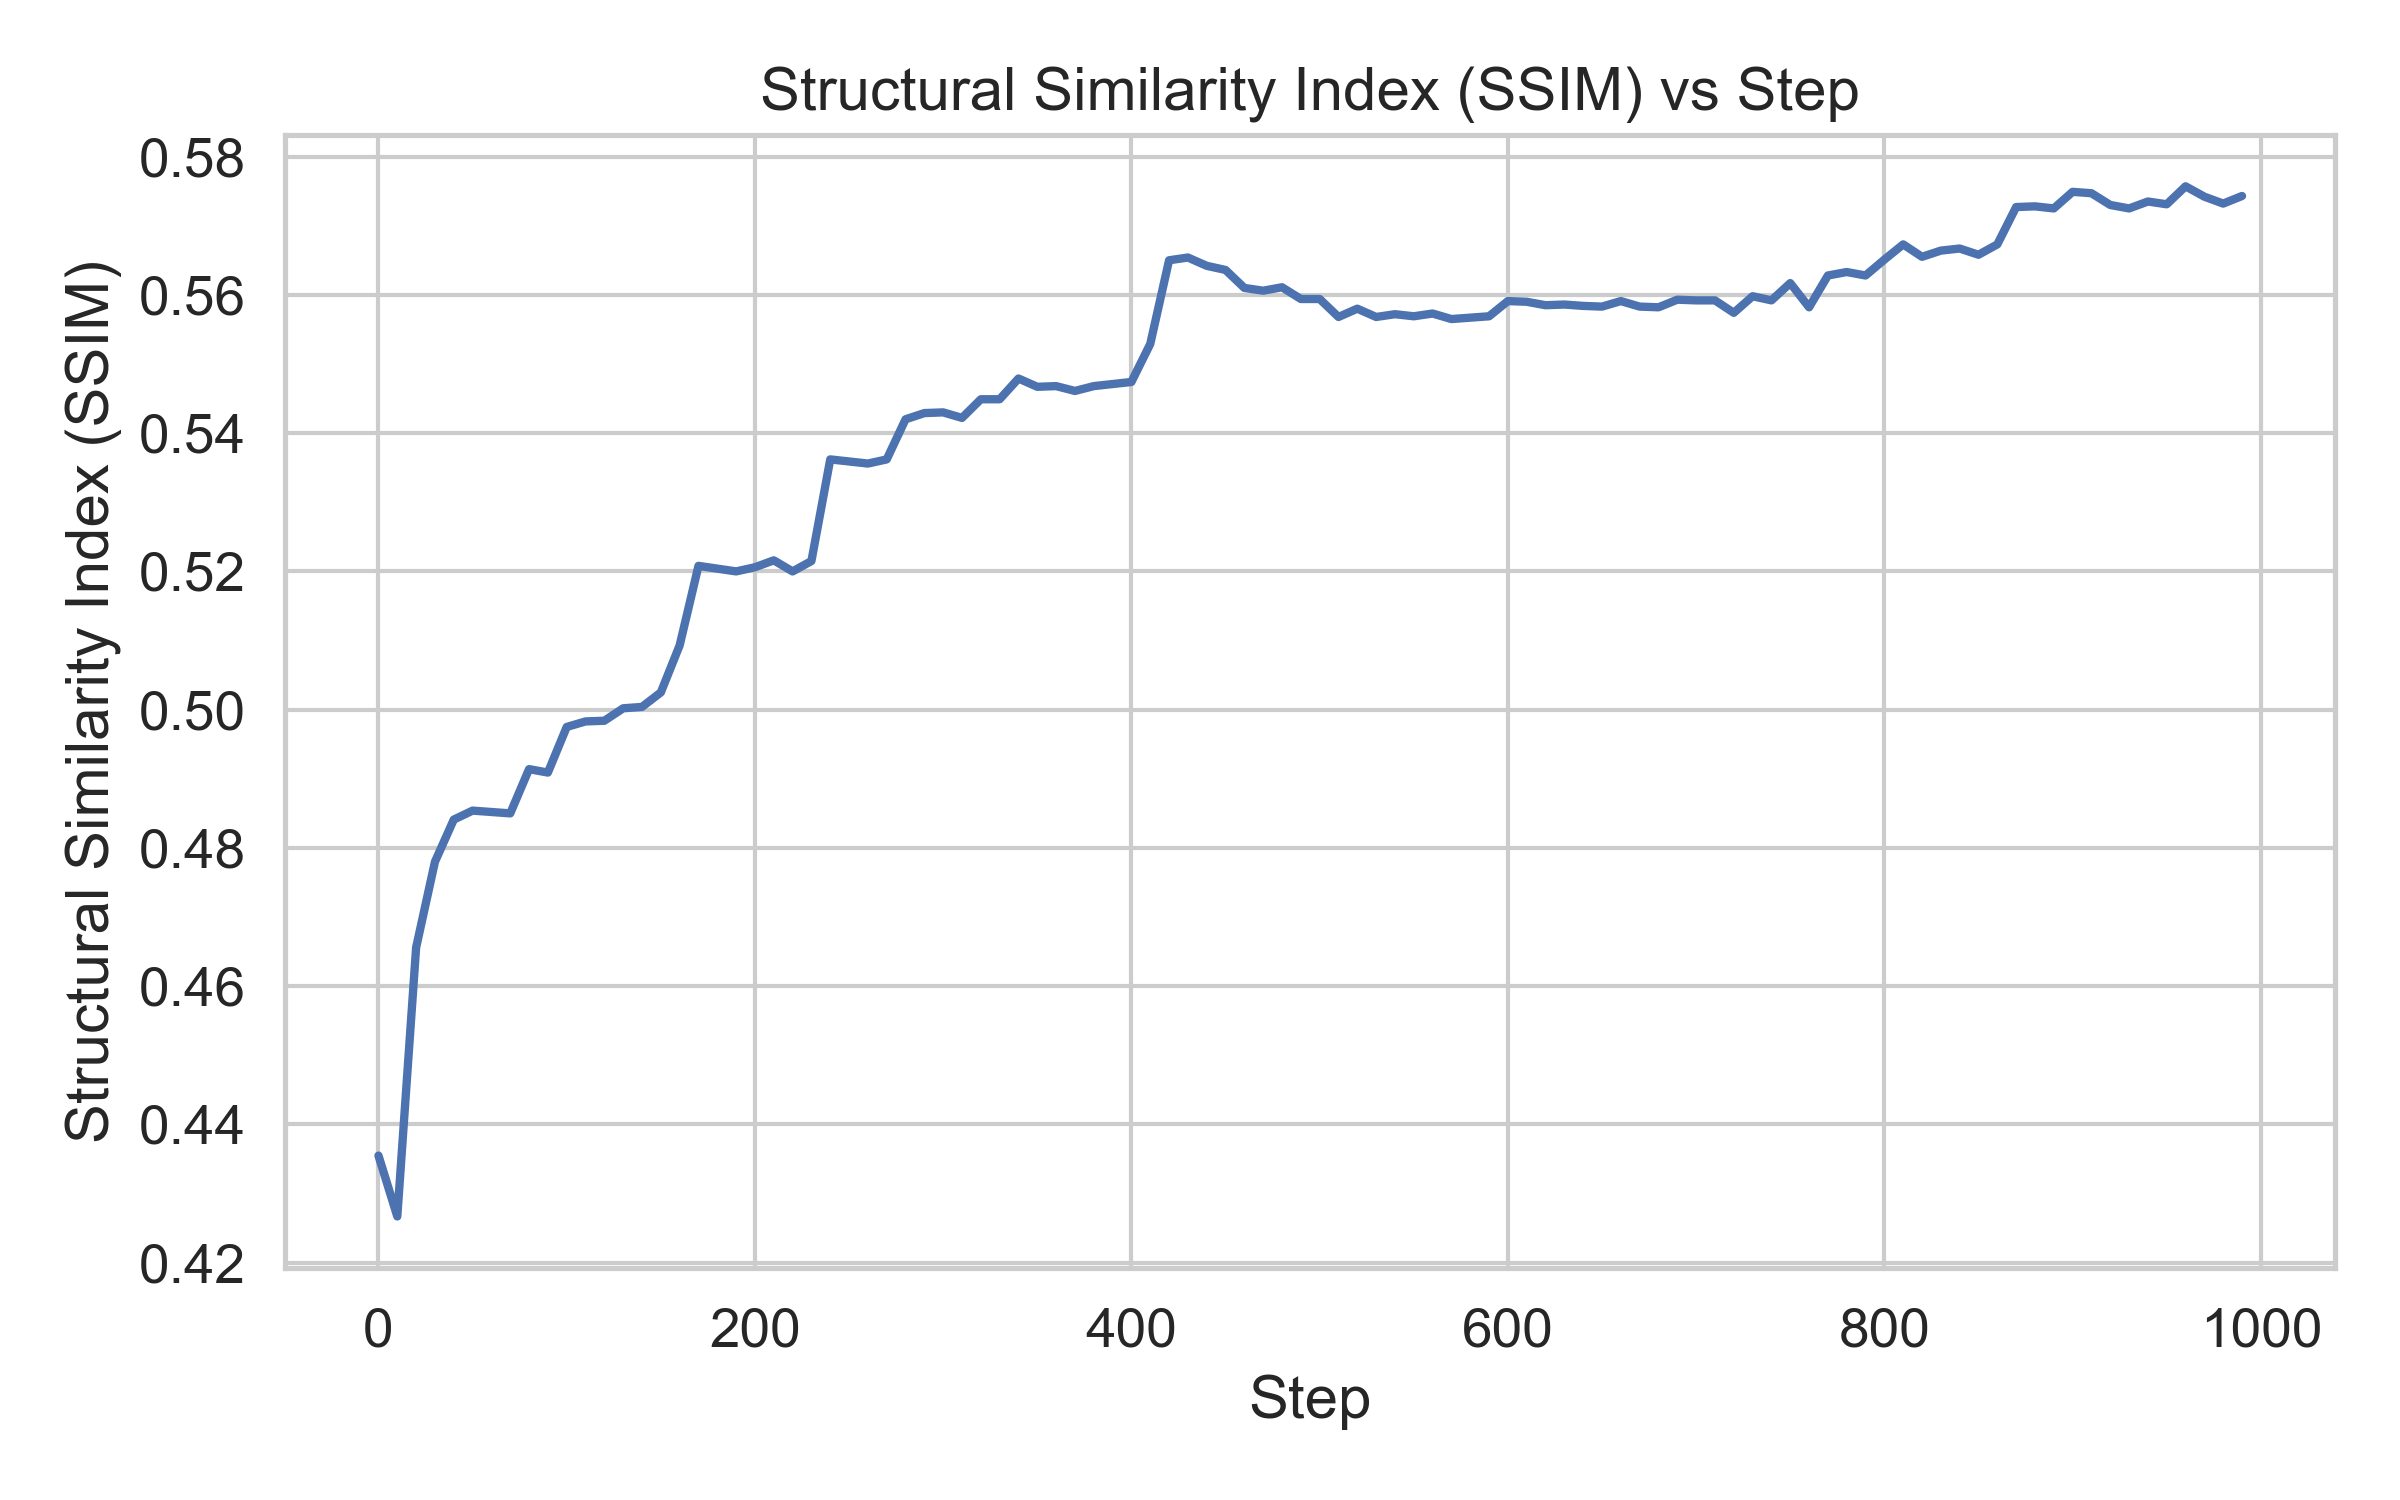 Structural Similarity Index (SSIM) vs Step
Structural Similarity Index (SSIM)
0.58
0.56
0.54
0.52
0.50
0.48
0.46
0.44
0.42
0 200 400 600 800 1000
Step